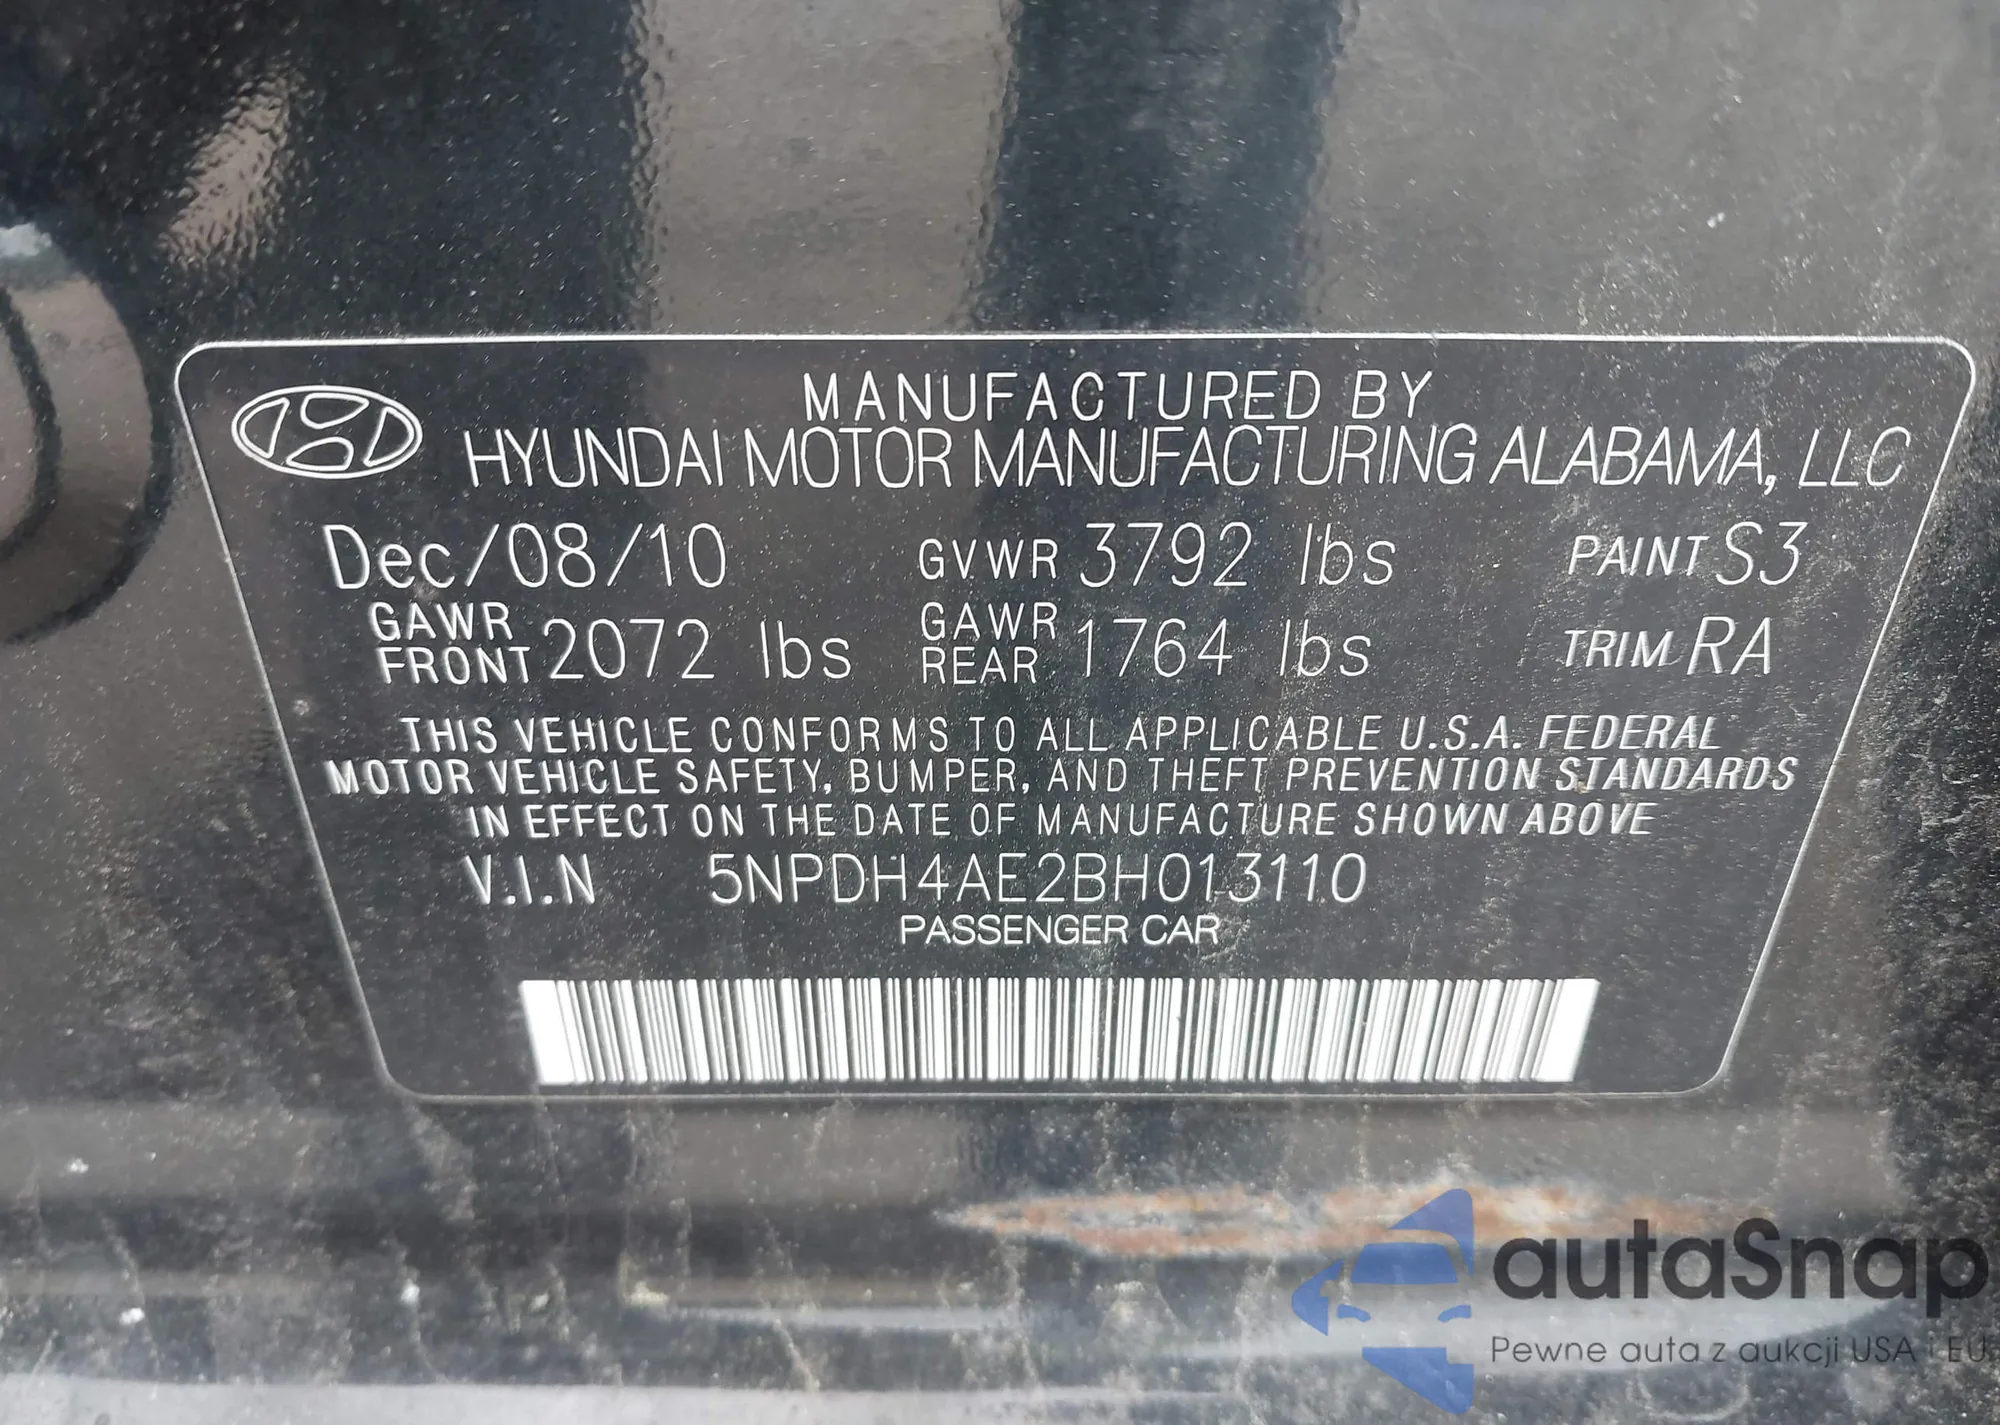 MANUFACTURED BY
HYUNDAI MOTOR MANUFACTURING ALABAMA, LLC
Dec/08/10 GVWR 3792 lbs PAINT S3
GAWR FRONT 2072 lbs GAWR REAR 1764 lbs TRIM RA
THIS VEHICLE CONFORMS TO ALL APPLICABLE U.S.A. FEDERAL
MOTOR VEHICLE SAFETY, BUMPER, AND THEFT PREVENTION STANDARDS
IN EFFECT ON THE DATE OF MANUFACTURE SHOWN ABOVE
V.I.N 5NPDH4AE2BH013110
PASSENGER CAR
autaSnap
Pewne auta z aukcji USA i EU